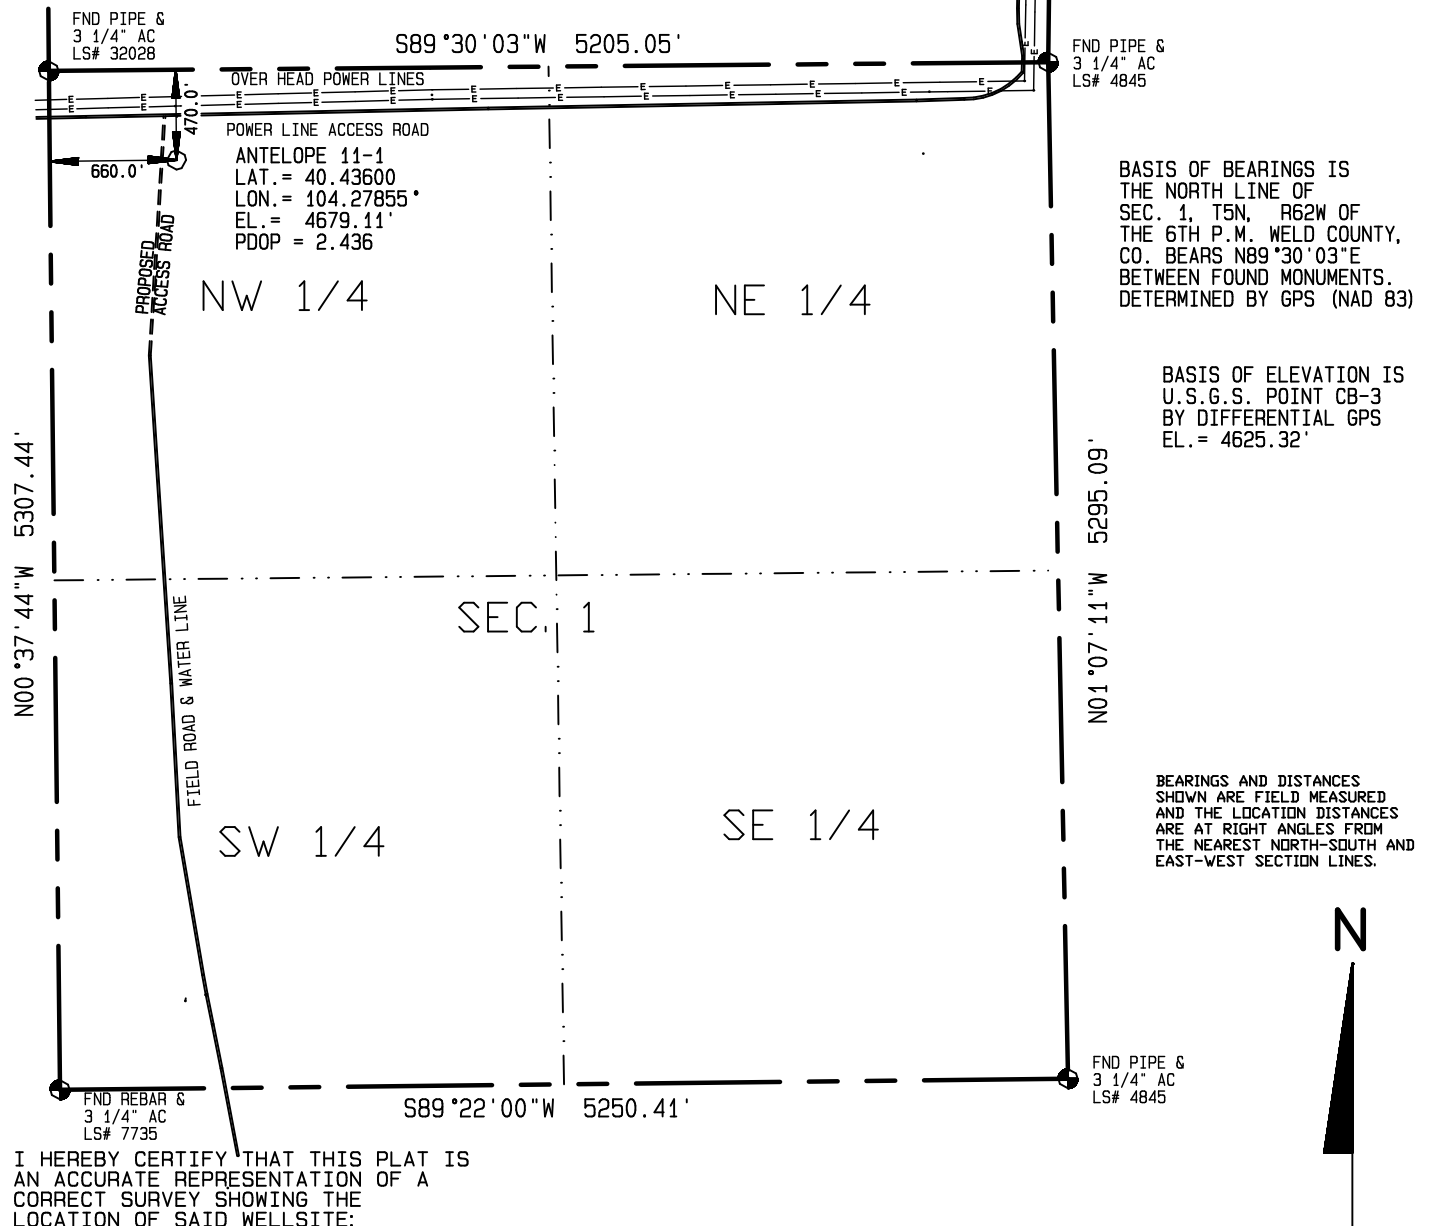 FND PIPE &
3 1/4" AC
LS# 32028
S89°30'03"W 5205.05'
FND PIPE &
3 1/4" AC
LS# 4845
OVER HEAD POWER LINES
E E E E E E E E E E E E
E E E E E E E E E E E
E
E
470.0'
POWER LINE ACCESS ROAD
660.0'
ANTELOPE 11-1
LAT.= 40.43600
LON.= 104.27855°
EL.= 4679.11'
PDOP = 2.436
PROPOSED
ACCESS ROAD
NW 1/4
NE 1/4
BASIS OF BEARINGS IS
THE NORTH LINE OF
SEC. 1, T5N, R62W OF
THE 6TH P.M. WELD COUNTY,
CO. BEARS N89°30'03"E
BETWEEN FOUND MONUMENTS.
DETERMINED BY GPS (NAD 83)
BASIS OF ELEVATION IS
U.S.G.S. POINT CB-3
BY DIFFERENTIAL GPS
EL.= 4625.32'
N00°37'44"W 5307.44'
N01°07'11"W 5295.09'
SEC. 1
FIELD ROAD & WATER LINE
SW 1/4
SE 1/4
BEARINGS AND DISTANCES
SHOWN ARE FIELD MEASURED
AND THE LOCATION DISTANCES
ARE AT RIGHT ANGLES FROM
THE NEAREST NORTH-SOUTH AND
EAST-WEST SECTION LINES.
N
FND REBAR &
3 1/4" AC
LS# 7735
S89°22'00"W 5250.41'
FND PIPE &
3 1/4" AC
LS# 4845
I HEREBY CERTIFY THAT THIS PLAT IS
AN ACCURATE REPRESENTATION OF A
CORRECT SURVEY SHOWING THE
LOCATION OF SAID WELLSITE: